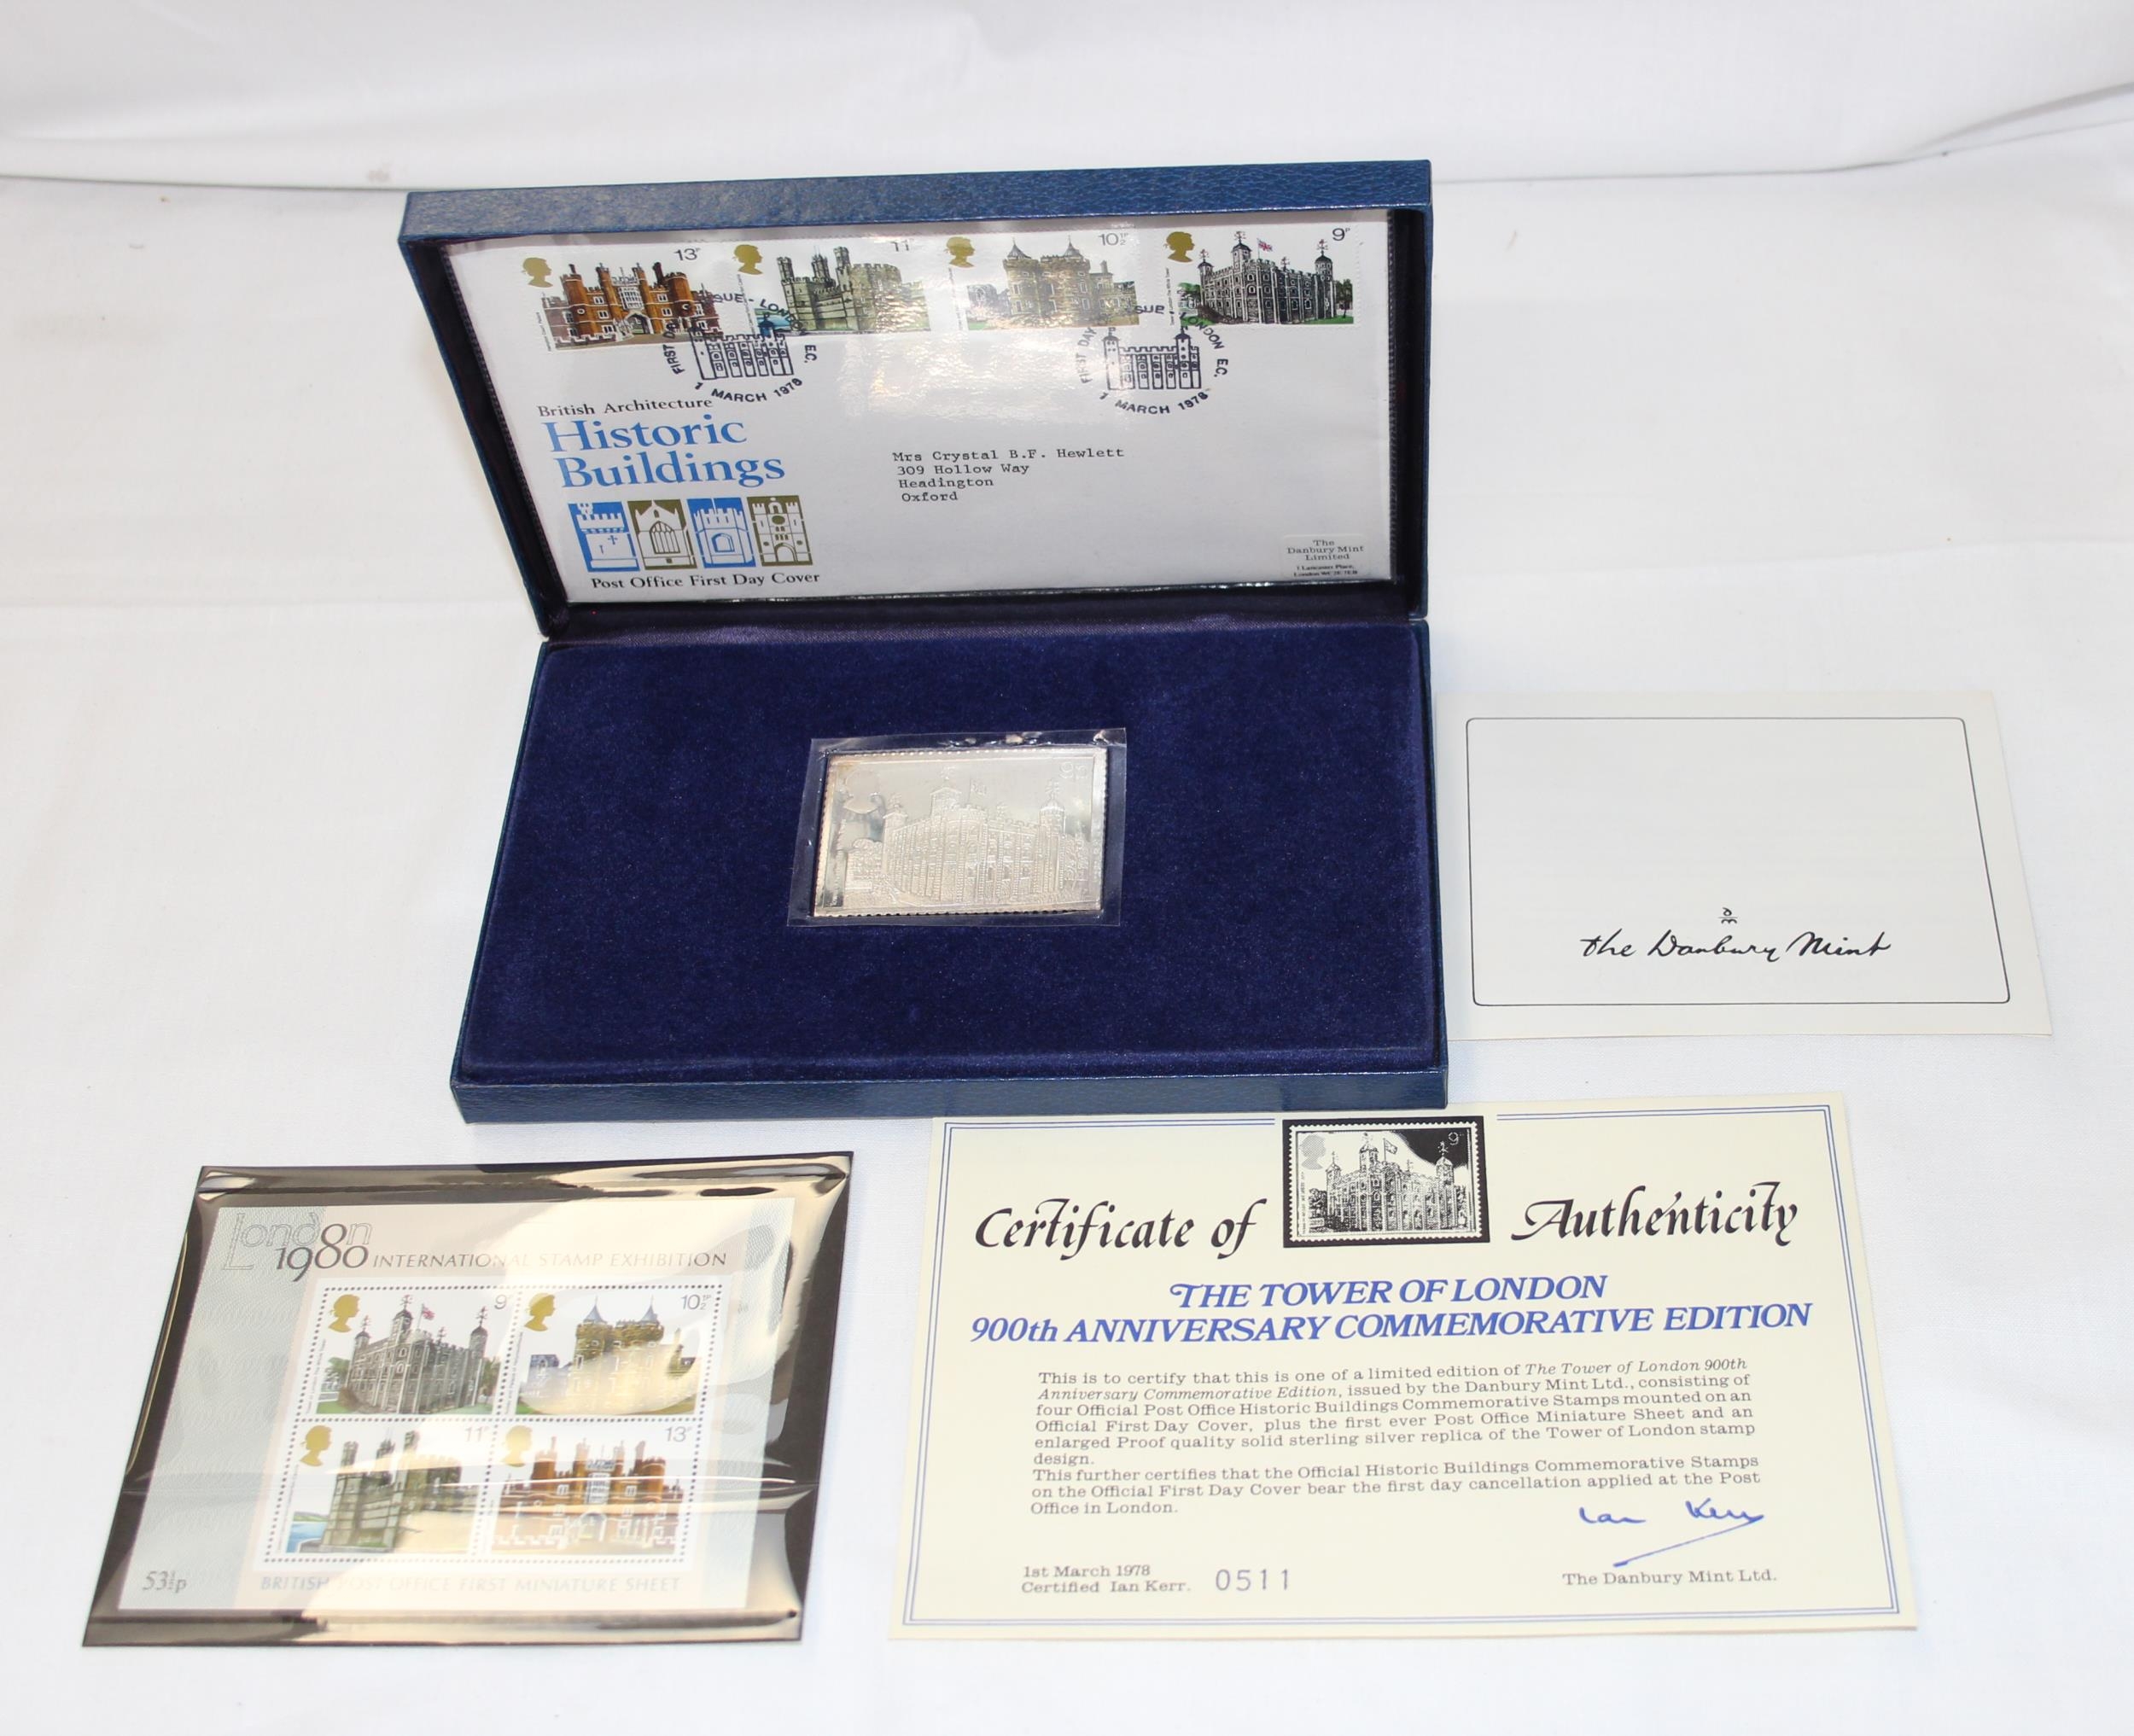 13P
11
10½P
9P
FIRST DAY
SUE - LONDON E.C.
1 MARCH 1978
FIRST DAY
SUE LONDON E.C.
1 MARCH 1978
British Architecture
Historic
Buildings
Post Office First Day Cover
Mrs Crystal B.F. Hewlett
309 Hollow Way
Headington
Oxford
The
Danbury Mint
Limited
1 Lancaster Place,
9P
the Danbury Mint
London
1980 INTERNATIONAL STAMP EXHIBITION
9P
10½P
11P
13P
53½p
BRITISH POST OFFICE FIRST MINIATURE SHEET
9P
Certificate of Authenticity
THE TOWER OF LONDON
900th ANNIVERSARY COMMEMORATIVE EDITION
This is to certify that this is one of a limited edition of The Tower of London 900th
Anniversary Commemorative Edition, issued by the Danbury Mint Ltd., consisting of
four Official Post Office Historic Buildings Commemorative Stamps mounted on an
Official First Day Cover, plus the first ever Post Office Miniature Sheet and an
enlarged Proof quality solid sterling silver replica of the Tower of London stamp
design.
This further certifies that the Official Historic Buildings Commemorative Stamps
on the Official First Day Cover bear the first day cancellation applied at the Post
Office in London.
Ian Kerr
1st March 1978
Certified Ian Kerr. 0511
The Danbury Mint Ltd.